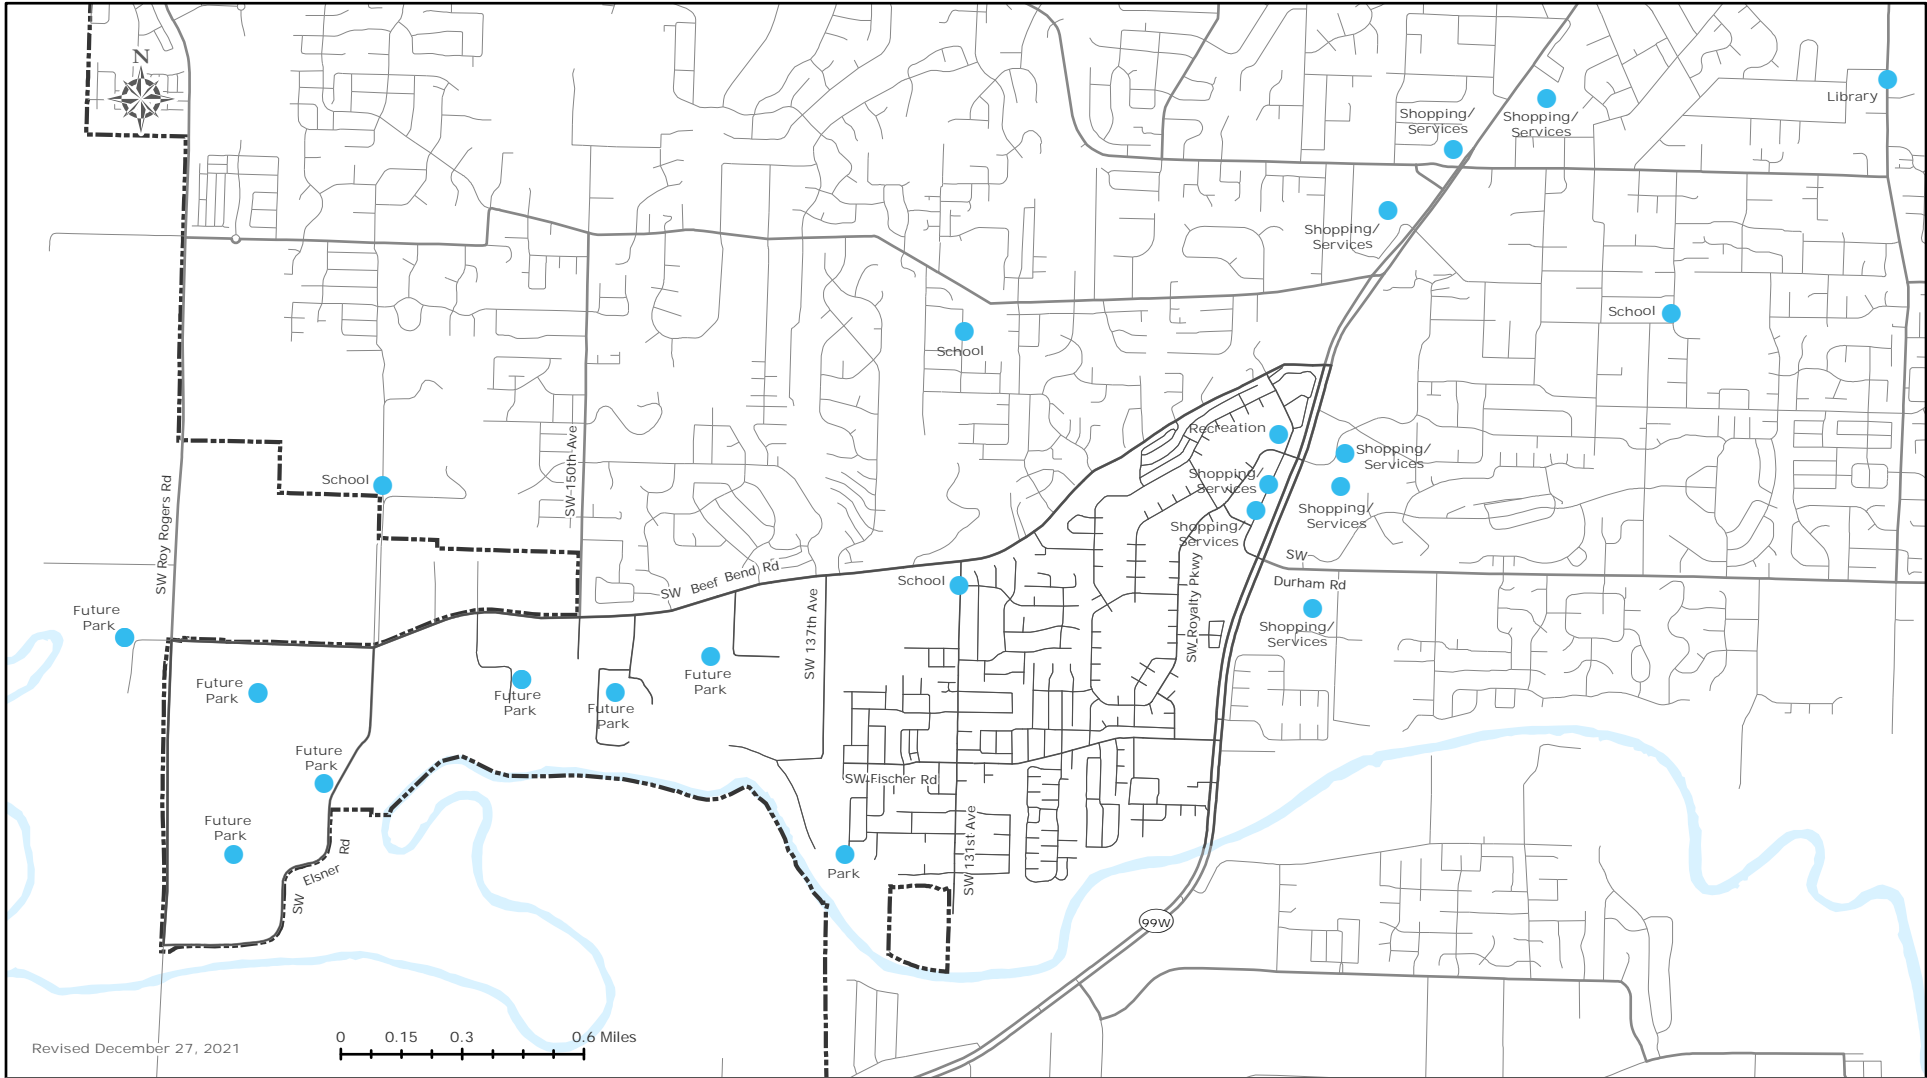 N
Library
Shopping/
Services
Shopping/
Services
Shopping/
Services
School
School
Recreation
Shopping/
Services
Shopping/
Services
Shopping/
Services
Shopping/
Services
SW
Durham Rd
Shopping/
Services
School
SW 150th Ave
SW Roy Rogers Rd
SW Beef Bend Rd
School
SW 137th Ave
SW Royalty Pkwy
Future
Park
Future
Park
Future
Park
Future
Park
Future
Park
Future
Park
Future
Park
SW Fischer Rd
SW 131st Ave
Park
SW Elsner Rd
99W
0 0.15 0.3 0.6 Miles
Revised December 27, 2021